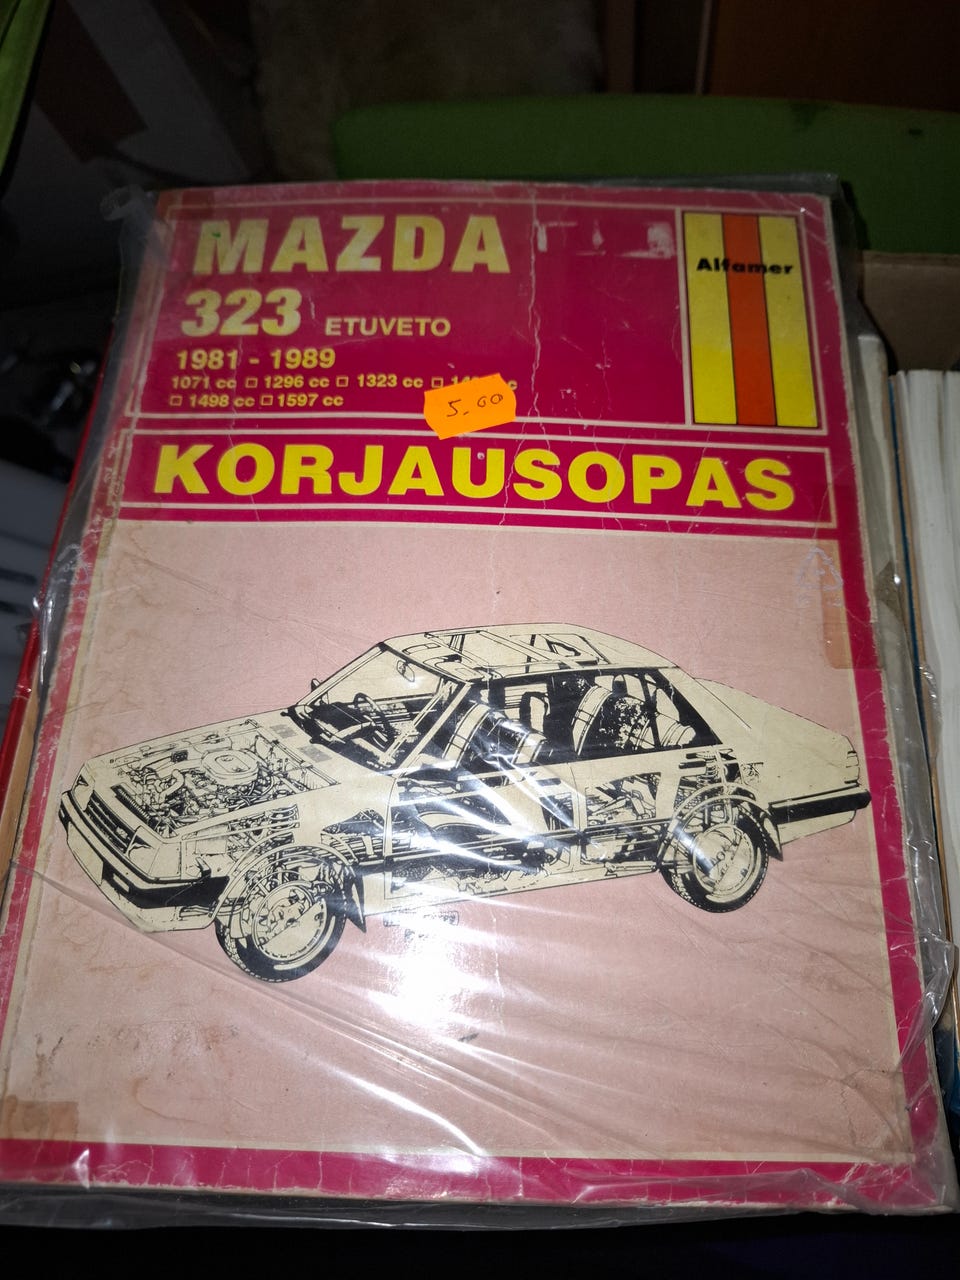 MAZDA
Alfamer
323 ETUVETO
1981 - 1989
1071 cc □ 1296 cc □ 1323 cc □
□ 1498 cc □ 1597 cc
5.00
KORJAUSOPAS